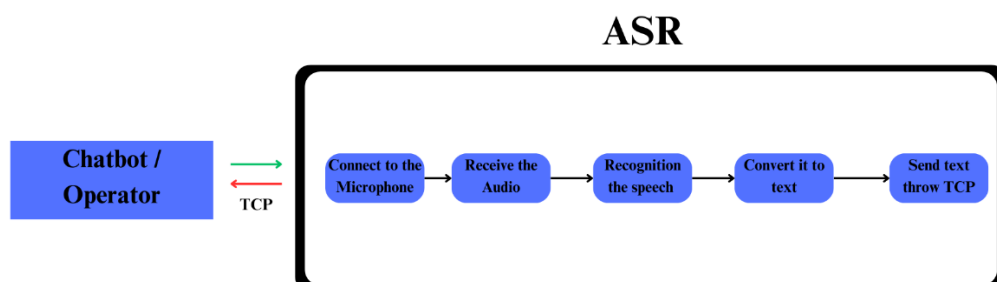 ASR
Chatbot /
Operator
TCP
Connect to the
Microphone
Receive the
Audio
Recognition
the speech
Convert it to
text
Send text
throw TCP